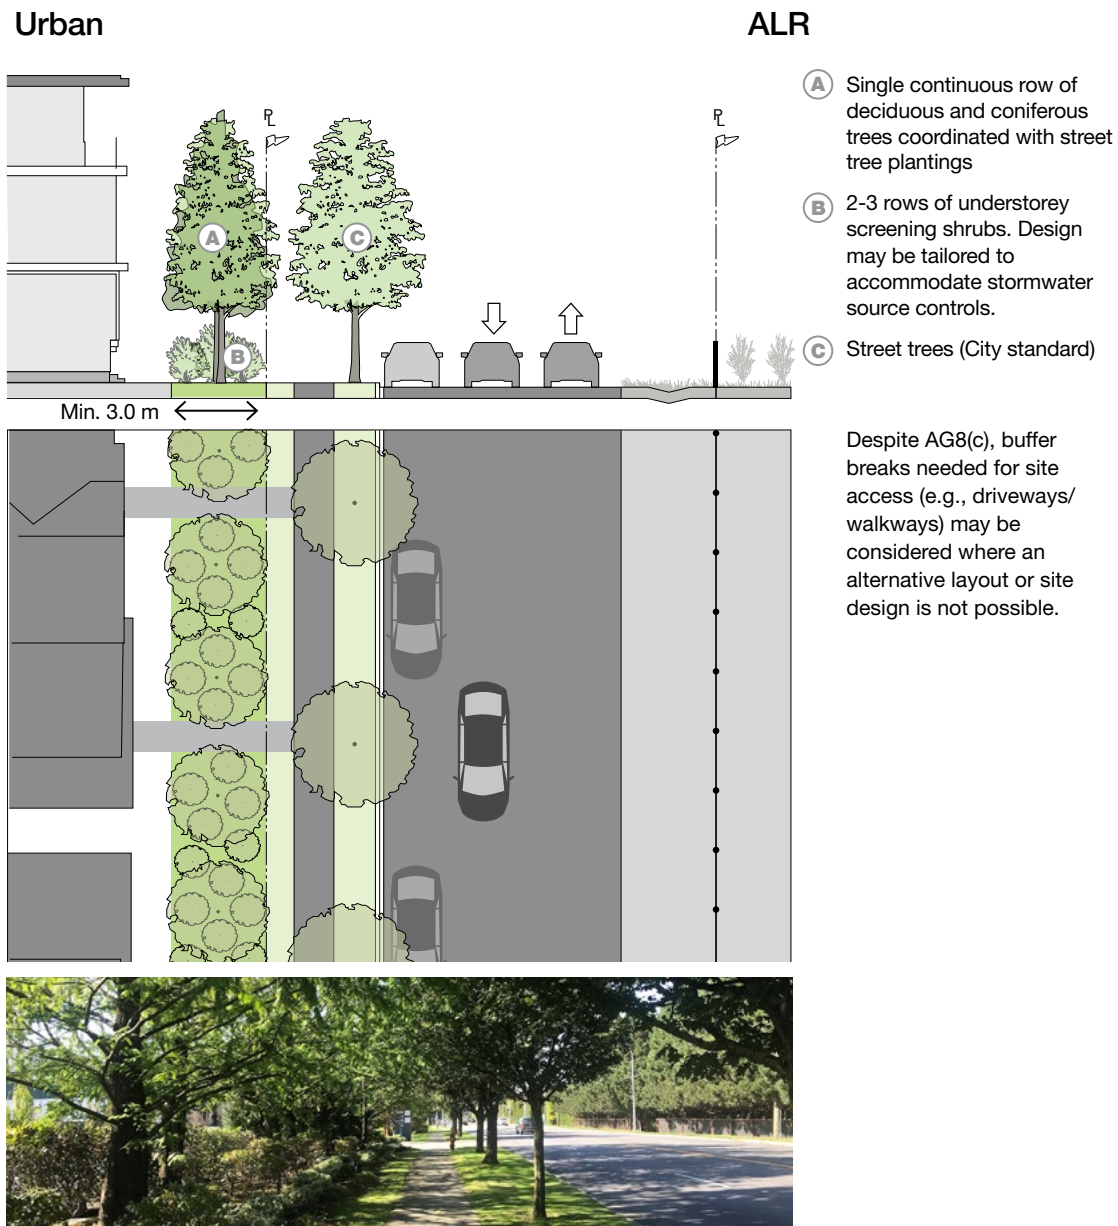 Urban
ALR
A Single continuous row of
deciduous and coniferous
trees coordinated with street
tree plantings
B 2-3 rows of understorey
screening shrubs. Design
may be tailored to
accommodate stormwater
source controls.
C Street trees (City standard)
PL
PL
A
C
B
Min. 3.0 m
Despite AG8(c), buffer
breaks needed for site
access (e.g., driveways/
walkways) may be
considered where an
alternative layout or site
design is not possible.